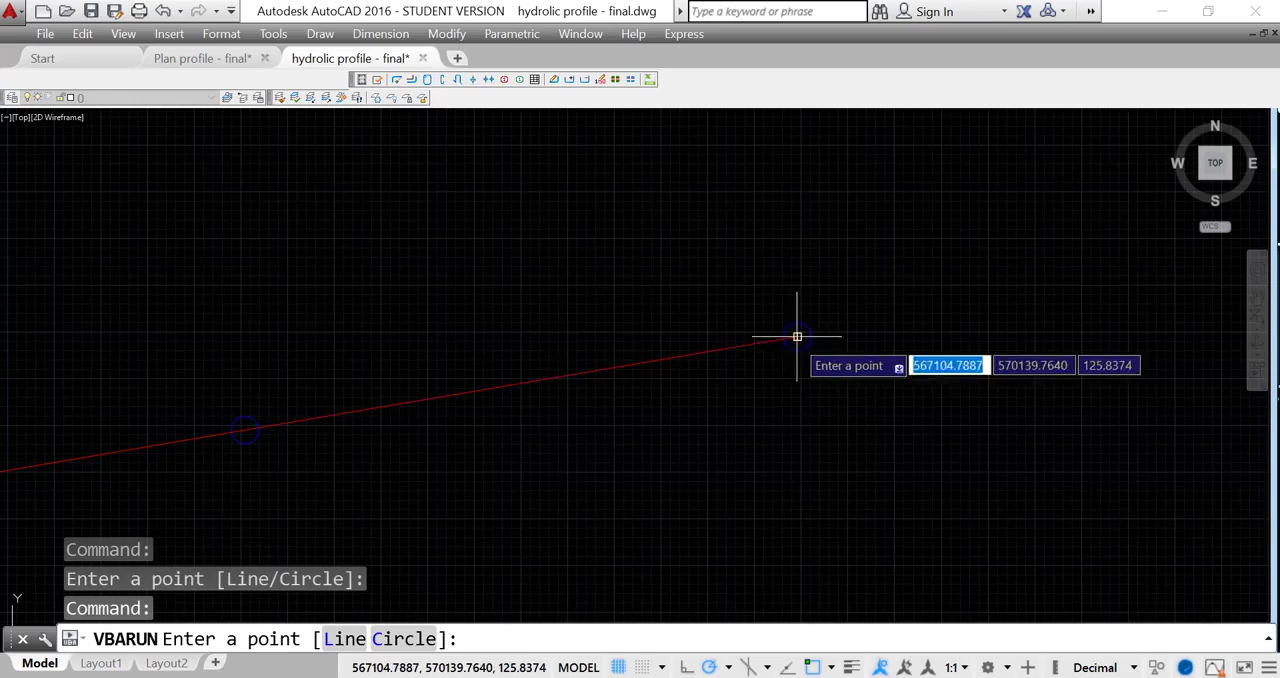 Autodesk AutoCAD 2016 - STUDENT VERSION hydrolic profile - final.dwg Type a keyword or phrase Sign In
File Edit View Insert Format Tools Draw Dimension Modify Parametric Window Help Express
Start Plan profile - final* hydrolic profile - final*
0
[−][Top][2D Wireframe]
N
W TOP E
S
WCS
Enter a point 567104.7887 570139.7640 125.8374
Command:
Enter a point [Line/Circle]:
Command:
Y
VBARUN Enter a point [Line Circle]:
Model Layout1 Layout2 567104.7887, 570139.7640, 125.8374 MODEL 1:1 Decimal